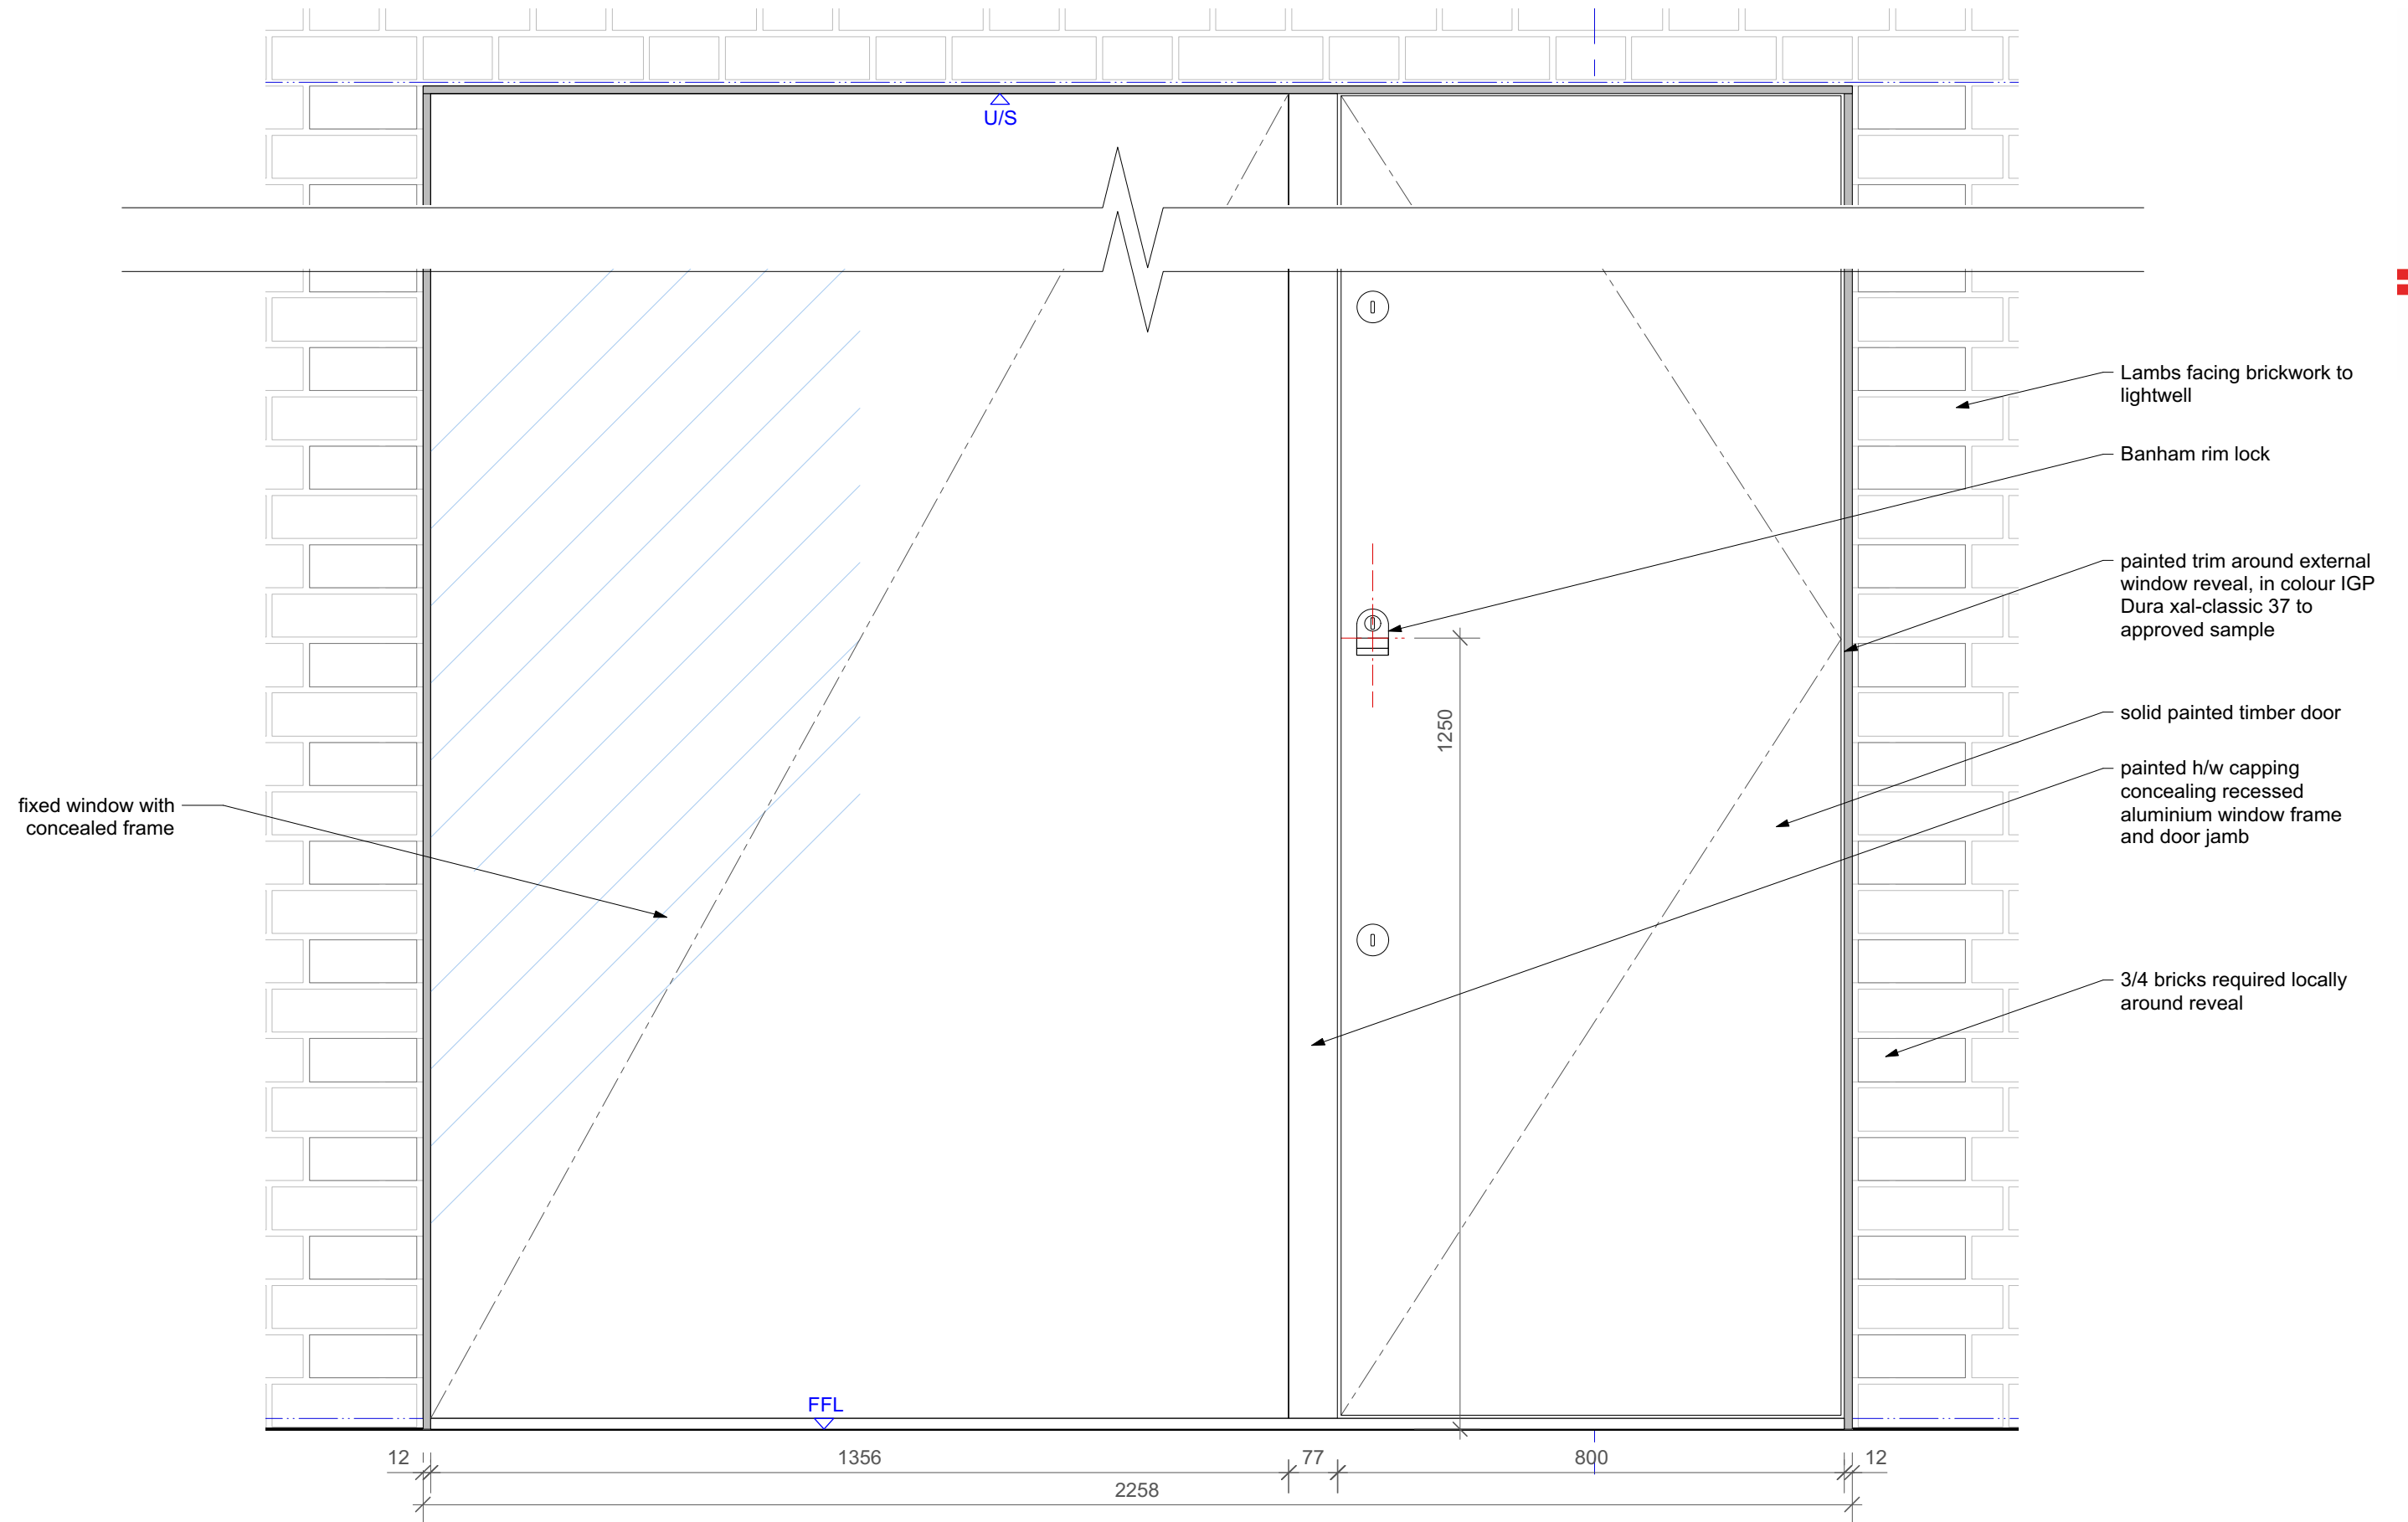 U/S
Lambs facing brickwork to
lightwell
Banham rim lock
painted trim around external
window reveal, in colour IGP
Dura xal-classic 37 to
approved sample
solid painted timber door
1250
painted h/w capping
concealing recessed
aluminium window frame
and door jamb
fixed window with
concealed frame
3/4 bricks required locally
around reveal
FFL
12
1356
77
800
12
2258